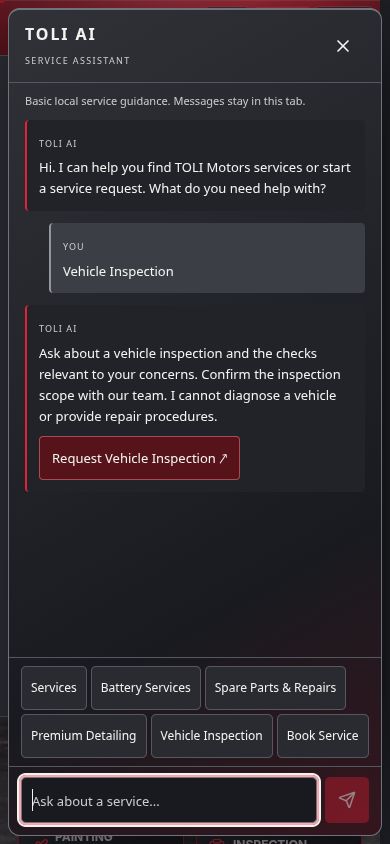 TOLI AI
SERVICE ASSISTANT
Basic local service guidance. Messages stay in this tab.
TOLI AI
Hi. I can help you find TOLI Motors services or start
a service request. What do you need help with?
YOU
Vehicle Inspection
TOLI AI
Ask about a vehicle inspection and the checks
relevant to your concerns. Confirm the inspection
scope with our team. I cannot diagnose a vehicle
or provide repair procedures.
Request Vehicle Inspection ↗
Services
Battery Services
Spare Parts & Repairs
Premium Detailing
Vehicle Inspection
Book Service
Ask about a service...
PAINTING
INSPECTION